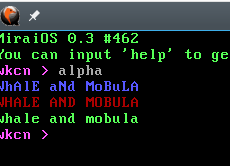 MiraiOS 0.3 #462
You can input 'help' to ge
wkcn > alpha
WhAlE aNd MoBuLA
WHALE AND MOBULA
whale and mobula
wkcn >